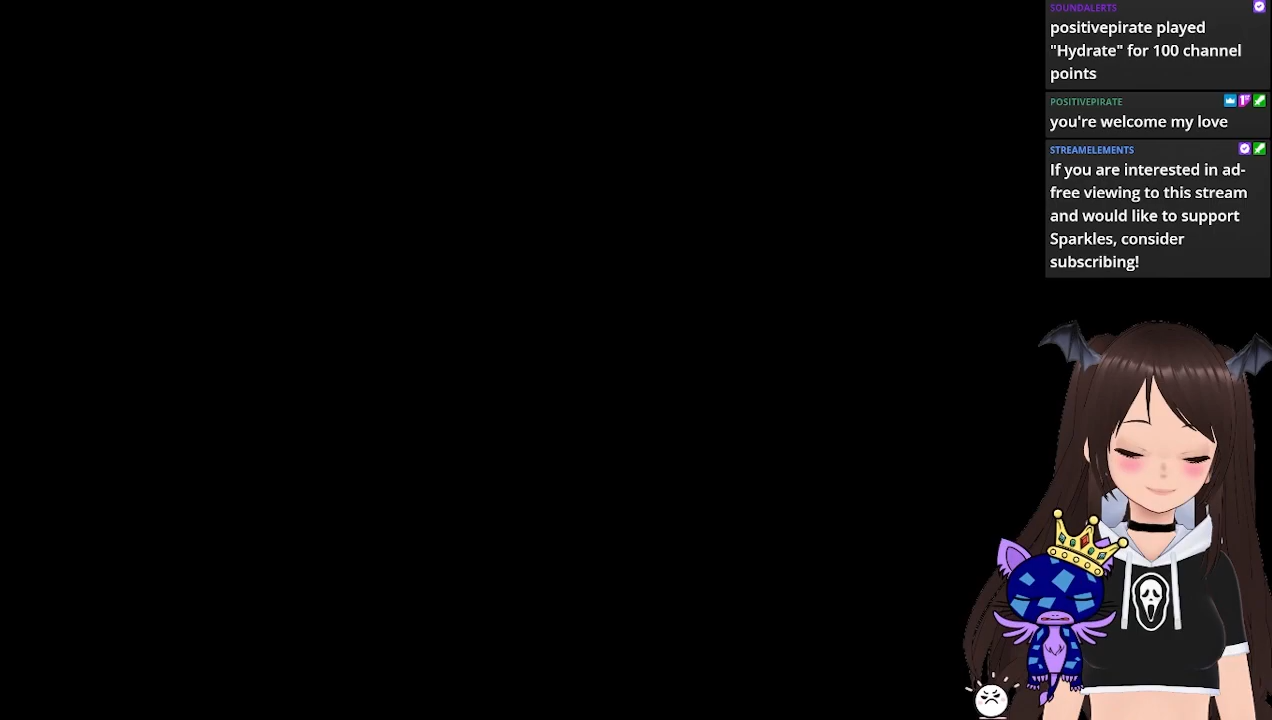 SOUNDALERTS
positivepirate played
"Hydrate" for 100 channel
points
POSITIVEPIRATE
you're welcome my love
STREAMELEMENTS
If you are interested in ad-
free viewing to this stream
and would like to support
Sparkles, consider
subscribing!